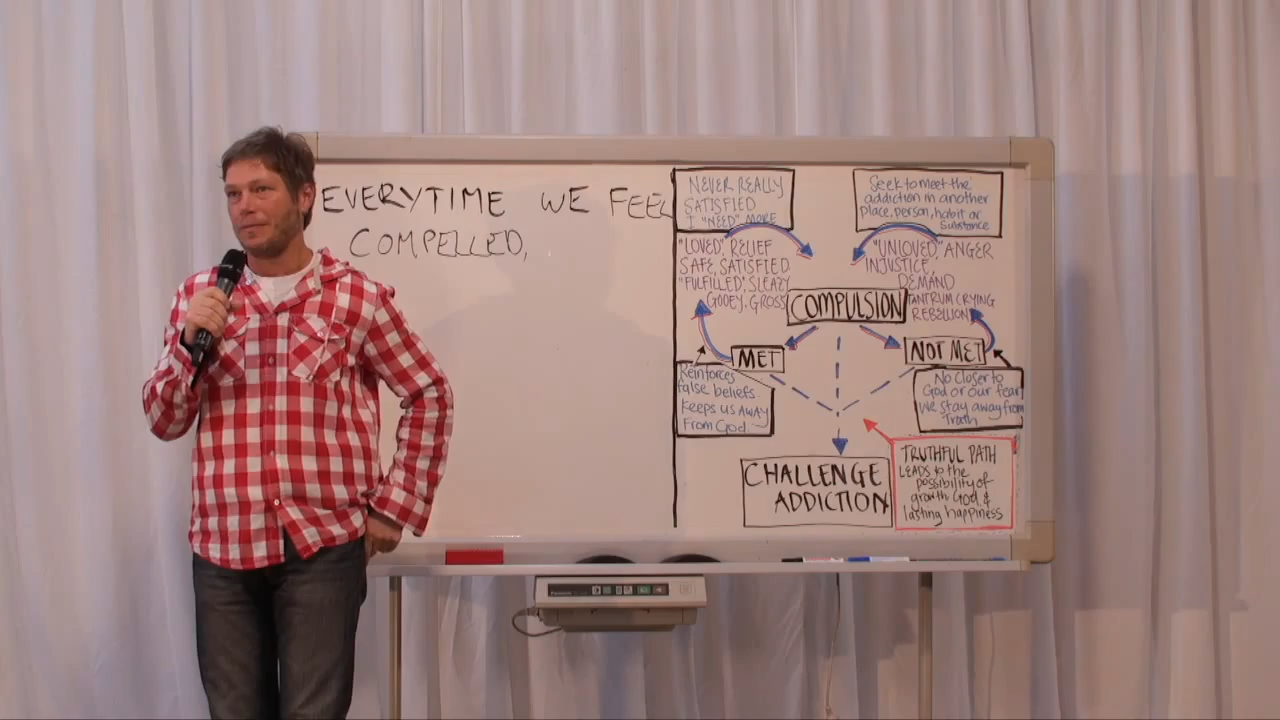 EVERYTIME WE FEEL
COMPELLED,
NEVER REALLY
SATISFIED
I "NEED" MORE
Seek to meet the
addiction in another
place, person, habit or
Substance
"LOVED", RELIEF
SAFE, SATISFIED
"FULFILLED", SLEAZY
GOOEY, GROSS
"UNLOVED", ANGER
INJUSTICE,
DEMAND
TANTRUM CRYING
REBELLION
COMPULSION
MET
NOT MET
Reinforces
false beliefs
keeps us away
from God.
No closer to
God or our fear
we stay away from
Truth
CHALLENGE
ADDICTION
TRUTHFUL PATH
LEADS to the
possibility of
growth God &
lasting happiness
Panasonic